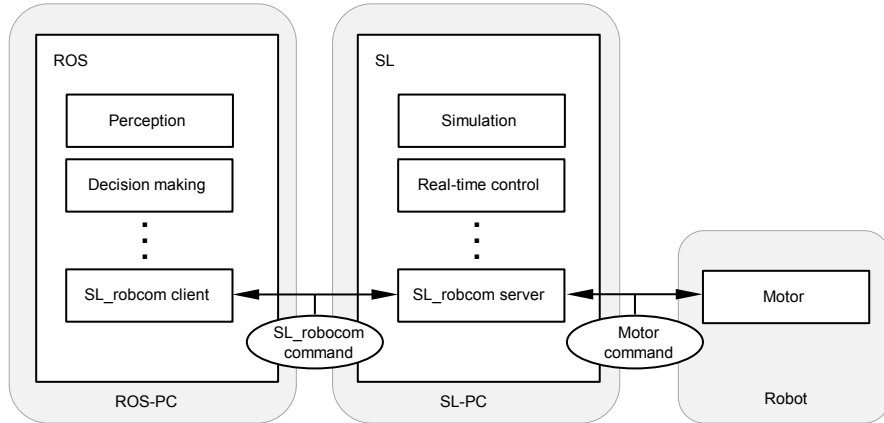 ROS
Perception
Decision making
SL_robcom client
ROS-PC
SL_robocom
command
SL
Simulation
Real-time control
SL_robcom server
SL-PC
Motor
command
Motor
Robot